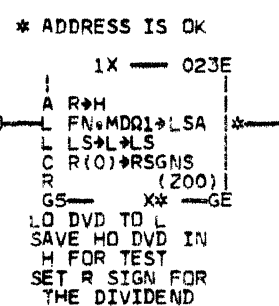 * ADDRESS IS OK
1X — 023E
A R→H
L FN,MDQ1→LSA *
L LS→L→LS
C R(0)→RSGNS
R (Z00)
G5— X* —GE
LO DVD TO L
SAVE HO DVD IN
H FOR TEST
SET R SIGN FOR
THE DIVIDEND